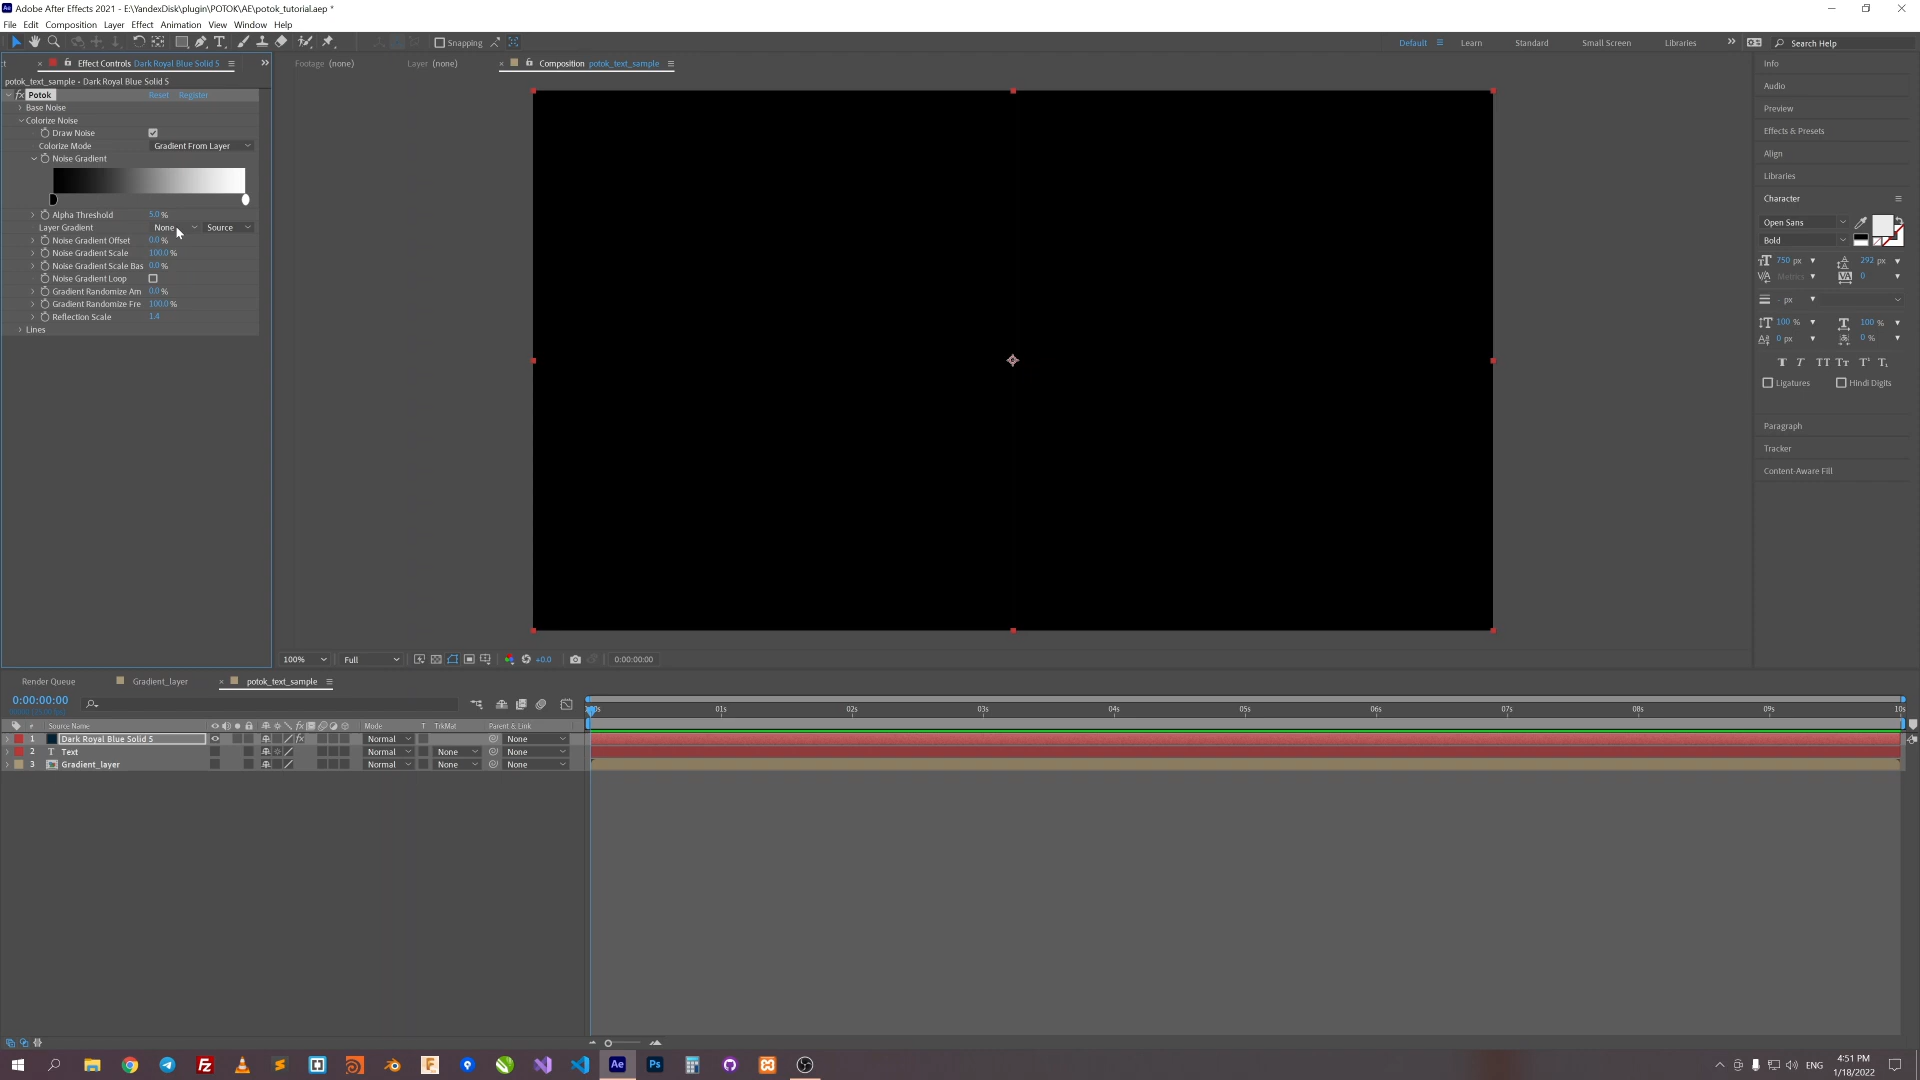 Adobe After Effects 2021 - E:\YandexDisk\plugin\POTOK\AE\potok_tutorial.aep *
File Edit Composition Layer Effect Animation View Window Help
Snapping
Default Learn Standard Small Screen Libraries Search Help
Effect Controls Dark Royal Blue Solid 5
Footage (none) Layer (none) Composition potok_text_sample
potok_text_sample • Dark Royal Blue Solid 5
fx Potok Reset Register
Base Noise
Colorize Noise
Draw Noise
Colorize Mode Gradient From Layer
Noise Gradient
Alpha Threshold 5.0 %
Layer Gradient None Source
Noise Gradient Offset 0.0 %
Noise Gradient Scale 100.0 %
Noise Gradient Scale Bas 0.0 %
Noise Gradient Loop
Gradient Randomize Am 0.0 %
Gradient Randomize Fre 100.0 %
Reflection Scale 1.4
Lines
Info
Audio
Preview
Effects & Presets
Align
Libraries
Character
Open Sans
Bold
750 px 292 px
Metrics 0
- px
100 % 100 %
0 px 0 %
Ligatures Hindi Digits
Paragraph
Tracker
Content-Aware Fill
100% Full +0.0 0:00:00:00
Render Queue Gradient_layer potok_text_sample
0:00:00:00
01s 02s 03s 04s 05s 06s 07s 08s 09s 10s
# Source Name Mode T TrkMat Parent & Link
1 Dark Royal Blue Solid 5 Normal None
2 T Text Normal None None
3 Gradient_layer Normal None None
ENG
4:51 PM
1/18/2022